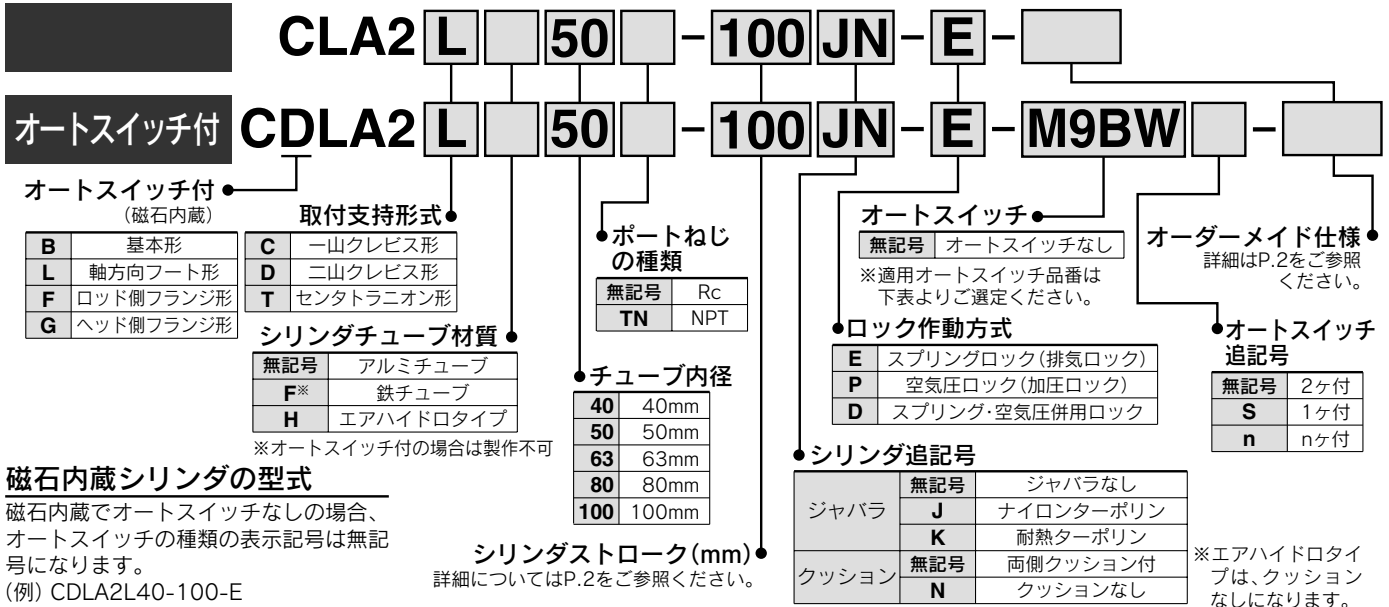 CLA2 L 50 -100 JN - E -
オートスイッチ付 CDLA2 L 50 -100 JN - E - M9BW -
オートスイッチ付
(磁石内蔵)
取付支持形式
B 基本形
L 軸方向フート形
F ロッド側フランジ形
G ヘッド側フランジ形
C 一山クレビス形
D 二山クレビス形
T センタトラニオン形
シリンダチューブ材質
無記号 アルミチューブ
F※ 鉄チューブ
H エアハイドロタイプ
※オートスイッチ付の場合は製作不可
ポートねじ
の種類
無記号 Rc
TN NPT
チューブ内径
40 40mm
50 50mm
63 63mm
80 80mm
100 100mm
シリンダストローク(mm)
詳細についてはP.2をご参照ください。
オートスイッチ
無記号 オートスイッチなし
※適用オートスイッチ品番は
下表よりご選定ください。
ロック作動方式
E スプリングロック(排気ロック)
P 空気圧ロック(加圧ロック)
D スプリング・空気圧併用ロック
オーダーメイド仕様
詳細はP.2をご参照
ください。
オートスイッチ
追記号
無記号 2ヶ付
S 1ヶ付
n nヶ付
シリンダ追記号
ジャバラ 無記号 ジャバラなし
J ナイロンターポリン
K 耐熱ターポリン
クッション 無記号 両側クッション付
N クッションなし
※エアハイドロタイ
プは、クッション
なしになります。
磁石内蔵シリンダの型式
磁石内蔵でオートスイッチなしの場合、
オートスイッチの種類の表示記号は無記
号になります。
(例) CDLA2L40-100-E